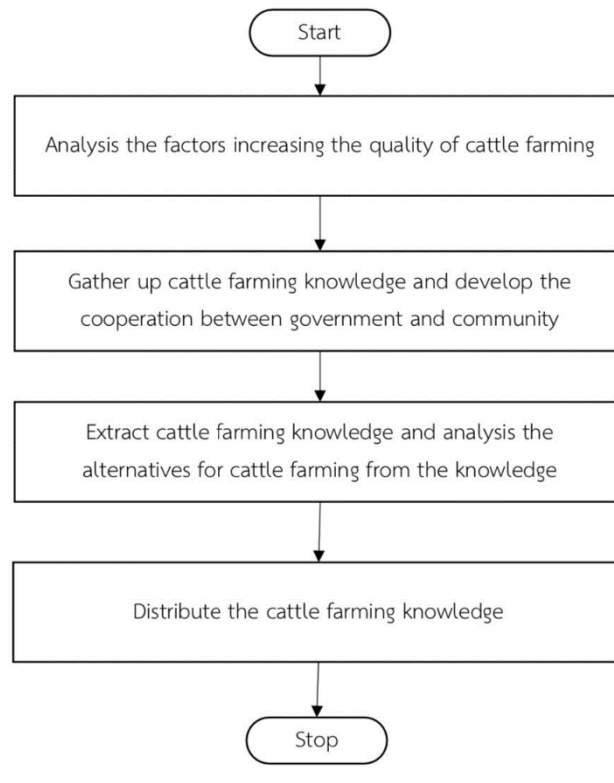 Start
Analysis the factors increasing the quality of cattle farming
Gather up cattle farming knowledge and develop the
cooperation between government and community
Extract cattle farming knowledge and analysis the
alternatives for cattle farming from the knowledge
Distribute the cattle farming knowledge
Stop